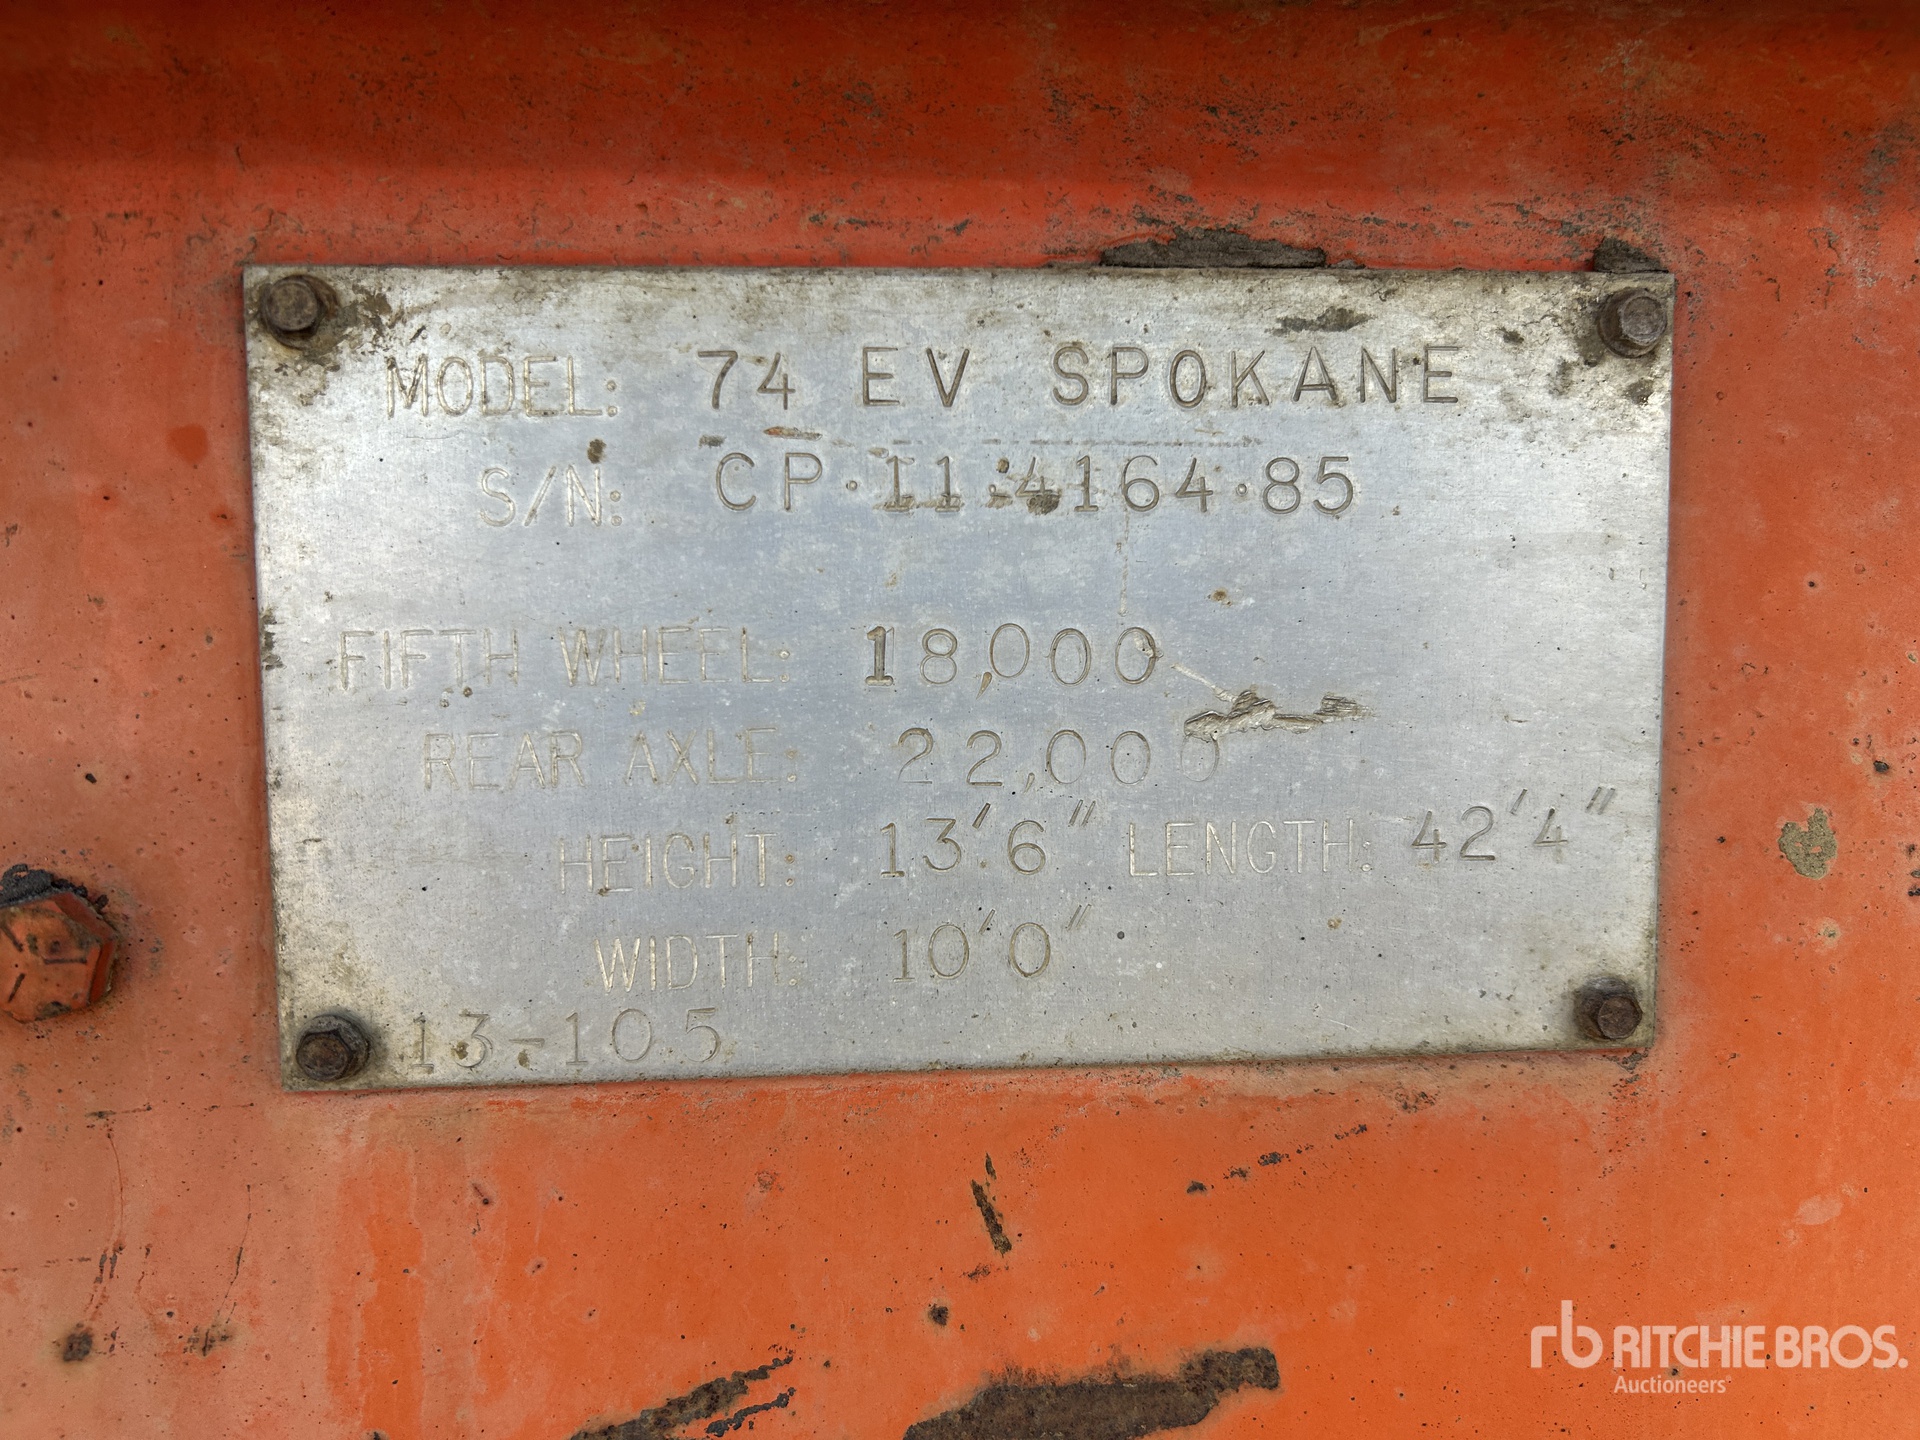 MODEL: 74 EV SPOKANE
S/N: CP·11·4164·85
FIFTH WHEEL: 18,000
REAR AXLE: 22,000
HEIGHT: 13'6" LENGTH: 42'4"
WIDTH: 10'0"
13-105
rb RITCHIE BROS.
Auctioneers